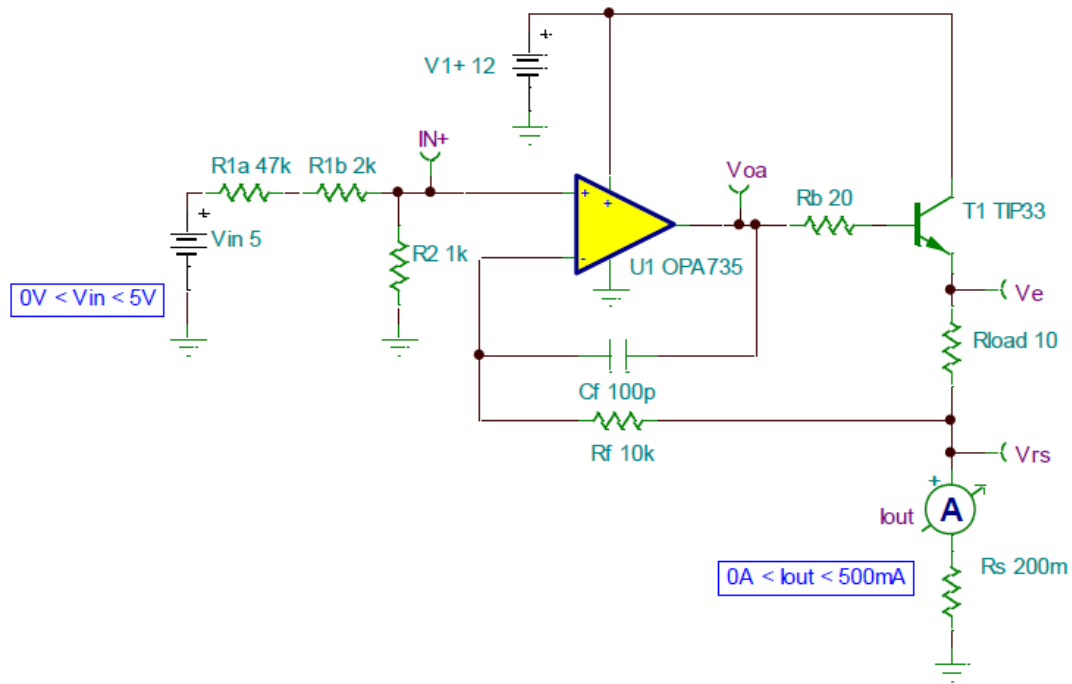 V1+ 12
IN+
R1a 47k
R1b 2k
Voa
Rb 20
T1 TIP33
+
Vin 5
+
+
-
R2 1k
U1 OPA735
0V < Vin < 5V
Ve
Rload 10
Cf 100p
Rf 10k
Vrs
+
Iout
A
0A < Iout < 500mA
Rs 200m
+